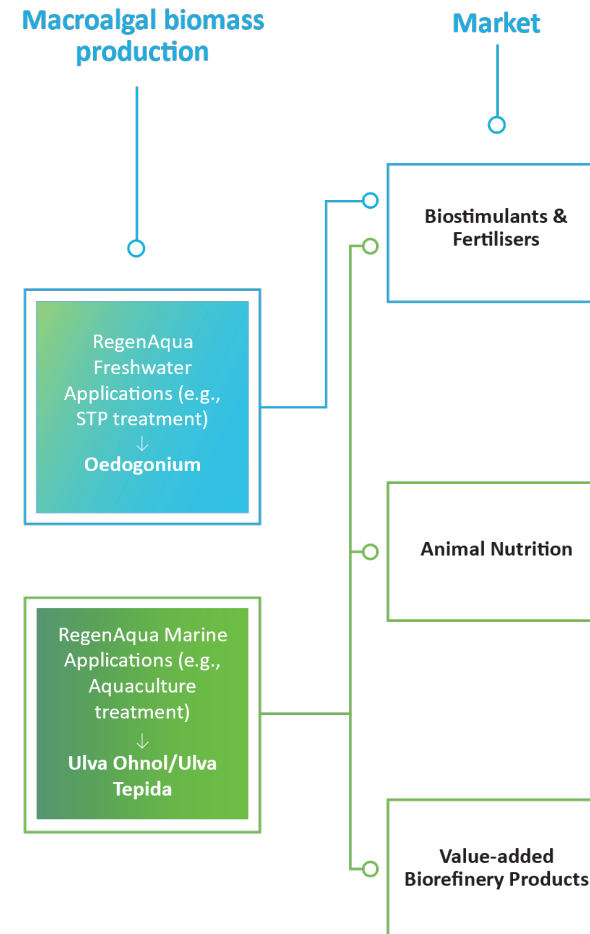 Macroalgal biomass
production
Market
Biostimulants &
Fertilisers
RegenAqua
Freshwater
Applications (e.g.,
STP treatment)
↓
Oedogonium
Animal Nutrition
RegenAqua Marine
Applications (e.g.,
Aquaculture
treatment)
↓
Ulva Ohnol/Ulva
Tepida
Value-added
Biorefinery Products